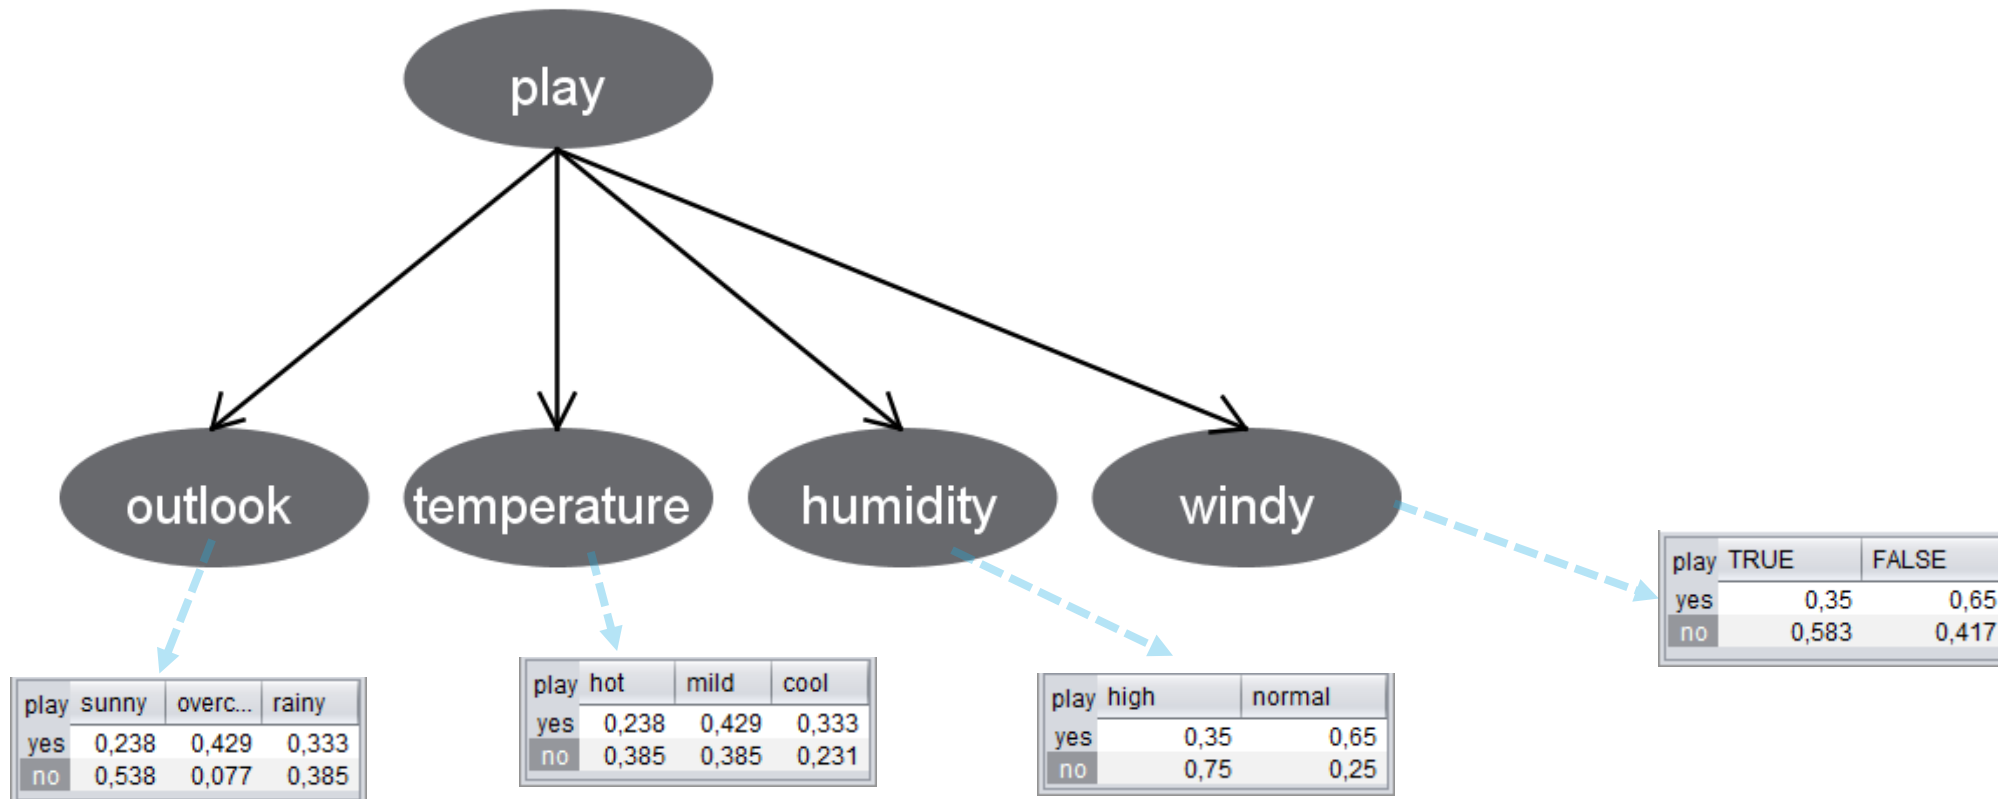 play
outlook
temperature
humidity
windy
play TRUE FALSE
yes 0,35 0,65
no 0,583 0,417
play hot mild cool
yes 0,238 0,429 0,333
no 0,385 0,385 0,231
play high normal
yes 0,35 0,65
no 0,75 0,25
play sunny overc... rainy
yes 0,238 0,429 0,333
no 0,538 0,077 0,385